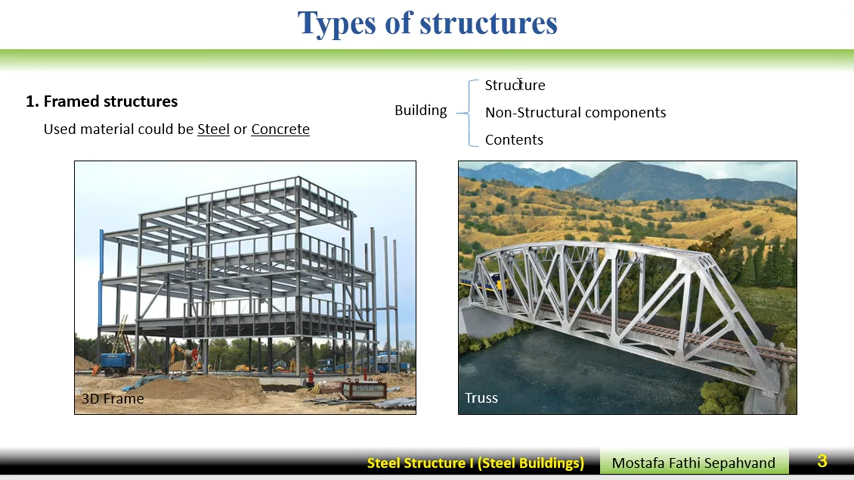 Types of structures
1. Framed structures
Used material could be Steel or Concrete
Building
Structure
Non-Structural components
Contents
3D Frame
Truss
Steel Structure I (Steel Buildings)
Mostafa Fathi Sepahvand
3